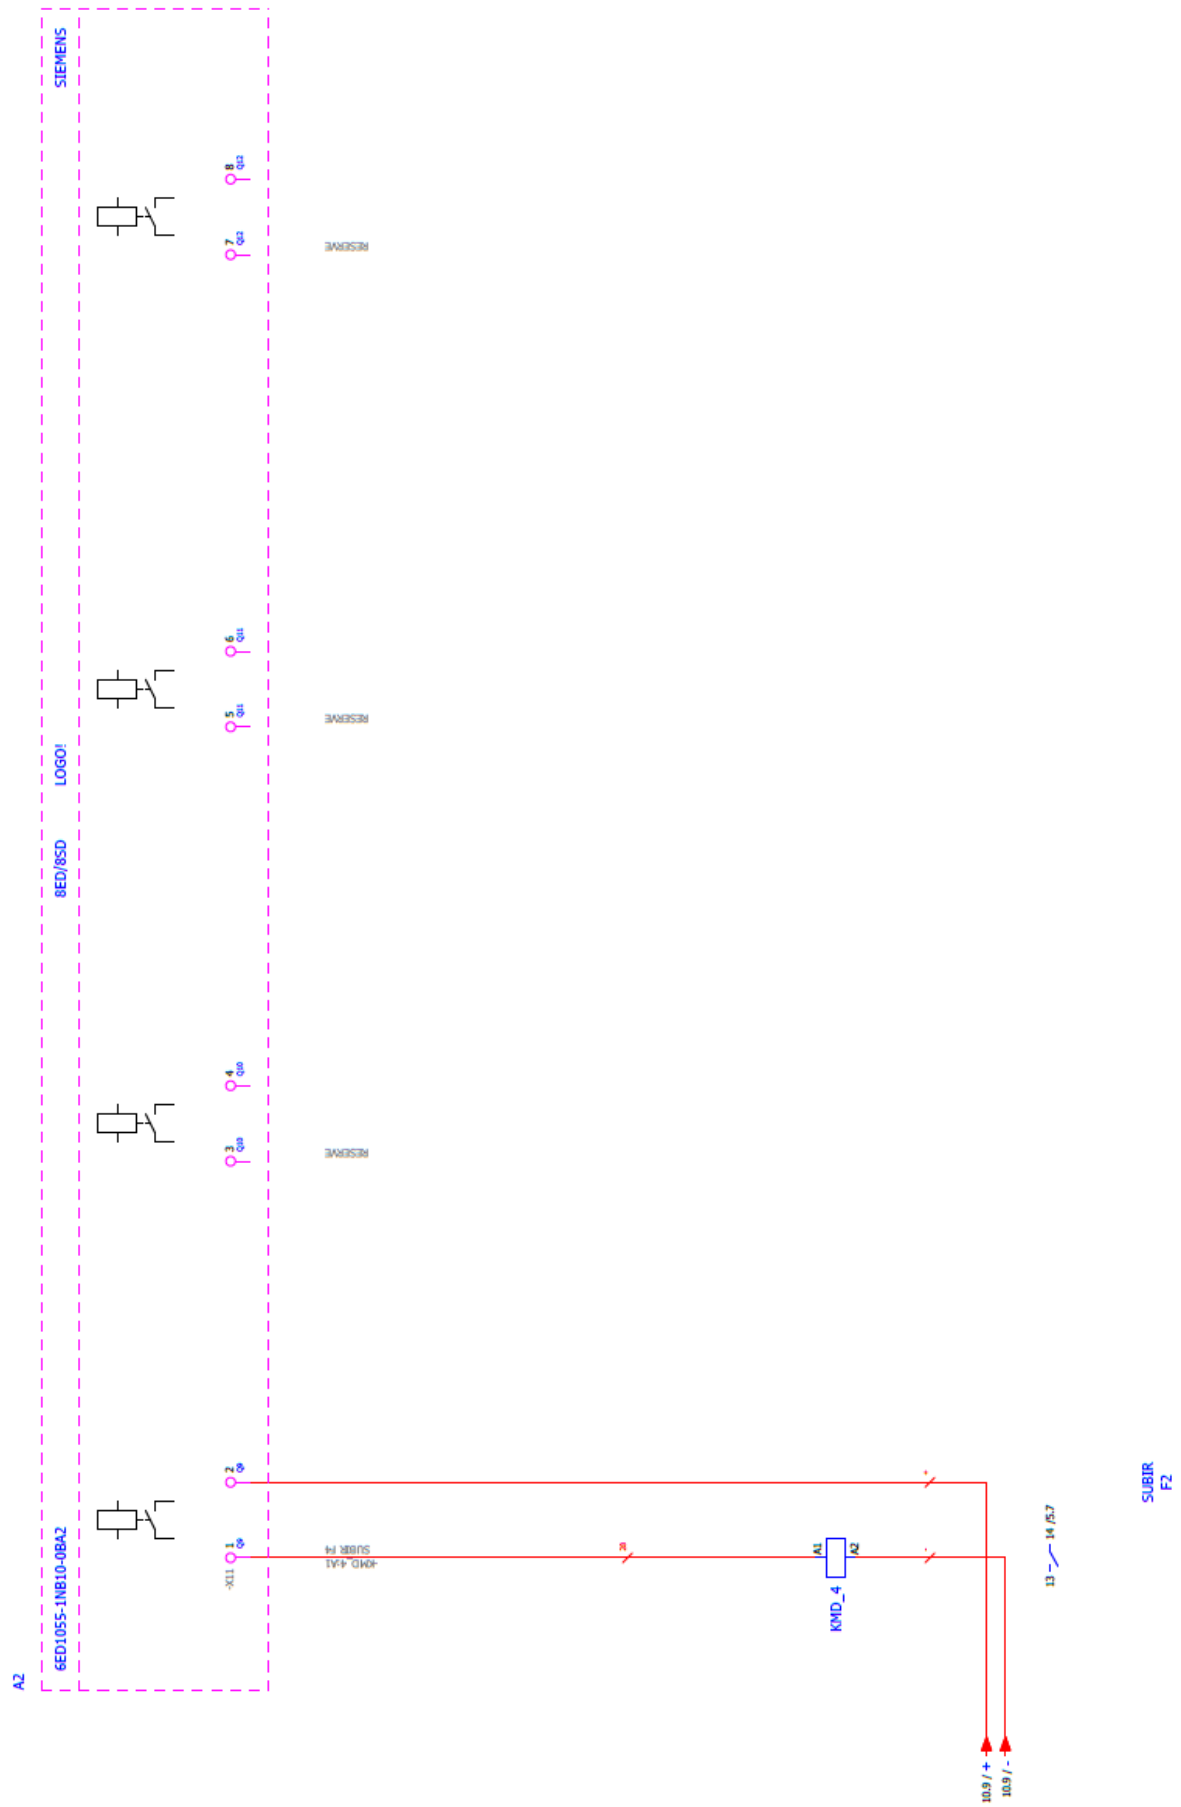 A2
6ED1055-1NB10-0BA2
8ED/8SD
LOGO!
SIEMENS
-X11
1
Q9
2
Q9
3
Q10
4
Q10
5
Q11
6
Q11
7
Q12
8
Q12
-KMD_4:A1
SUBIR F4
RESERVE
RESERVE
RESERVE
KMD_4
A1
A2
-
+
10.9 / +
10.9 / -
13
14 /5.7
SUBIR
F2